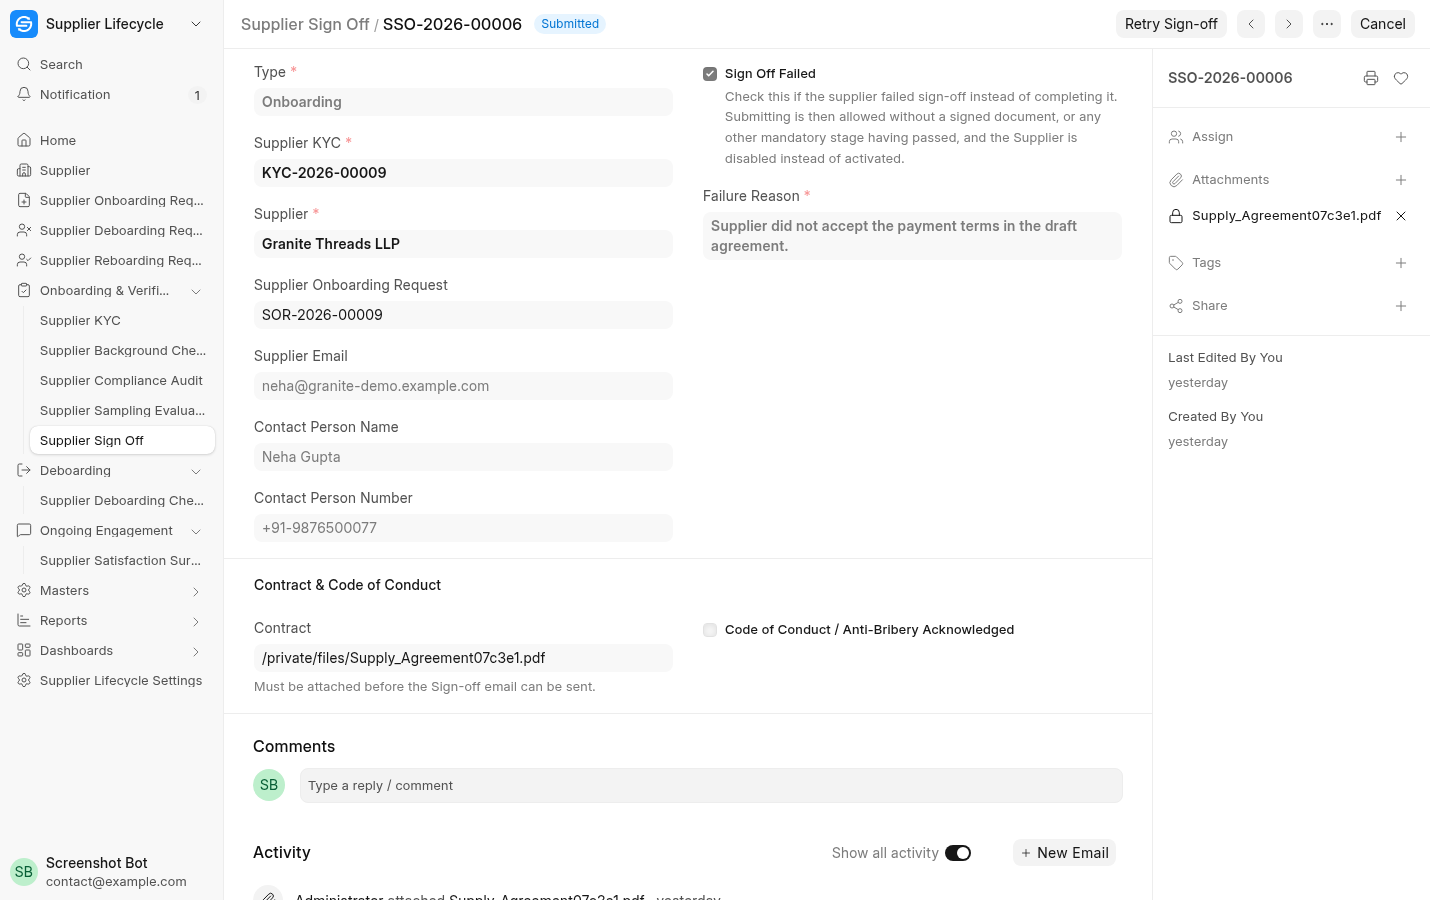 Supplier Lifecycle
Search
Notification 1
Home
Supplier
Supplier Onboarding Req...
Supplier Deboarding Req...
Supplier Reboarding Req...
Onboarding & Verifi...
Supplier KYC
Supplier Background Che...
Supplier Compliance Audit
Supplier Sampling Evalua...
Supplier Sign Off
Deboarding
Supplier Deboarding Che...
Ongoing Engagement
Supplier Satisfaction Sur...
Masters
Reports
Dashboards
Supplier Lifecycle Settings
SB
Screenshot Bot
contact@example.com
Supplier Sign Off / SSO-2026-00006 Submitted
Retry Sign-off
Cancel
Type *
Onboarding
Supplier KYC *
KYC-2026-00009
Supplier *
Granite Threads LLP
Supplier Onboarding Request
SOR-2026-00009
Supplier Email
neha@granite-demo.example.com
Contact Person Name
Neha Gupta
Contact Person Number
+91-9876500077
Sign Off Failed
Check this if the supplier failed sign-off instead of completing it.
Submitting is then allowed without a signed document, or any
other mandatory stage having passed, and the Supplier is
disabled instead of activated.
Failure Reason *
Supplier did not accept the payment terms in the draft
agreement.
Contract & Code of Conduct
Contract
/private/files/Supply_Agreement07c3e1.pdf
Must be attached before the Sign-off email can be sent.
Code of Conduct / Anti-Bribery Acknowledged
Comments
SB
Type a reply / comment
Activity
Show all activity
+ New Email
Administrator attached Supply_Agreement07c3e1.pdf · yesterday
SSO-2026-00006
Assign
Attachments
Supply_Agreement07c3e1.pdf
Tags
Share
Last Edited By You
yesterday
Created By You
yesterday